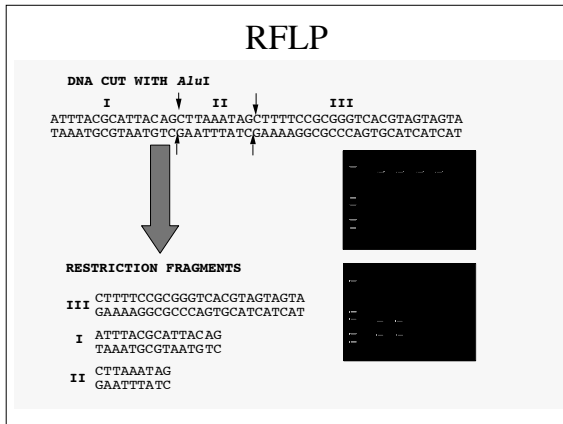 RFLP
DNA CUT WITH AluI
I II III
ATTTACGCATTACAGCTTAAATAGCTTTTCCGCGGGTCACGTAGTAGTA
TAAATGCGTAATGTCGAATTTATCGAAAAGGCGCCCAGTGCATCATCAT
RESTRICTION FRAGMENTS
III CTTTTCCGCGGGTCACGTAGTAGTA
GAAAAGGCGCCCAGTGCATCATCAT
I ATTTACGCATTACAG
TAAATGCGTAATGTC
II CTTAAATAG
GAATTTATC